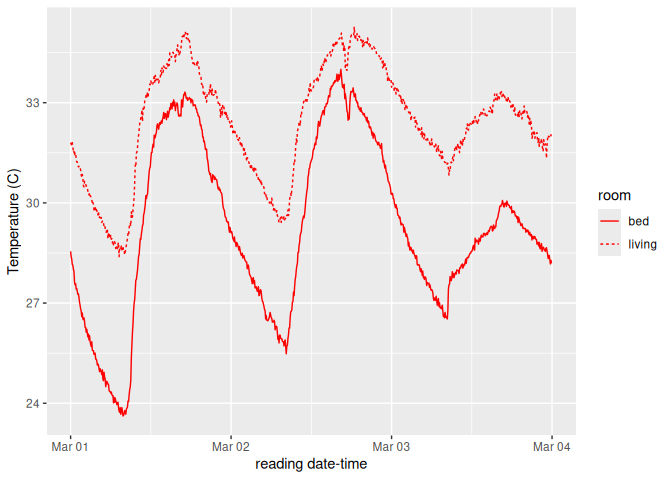 Temperature (C)
33
30
27
24
Mar 01
Mar 02
Mar 03
Mar 04
reading date-time
room
bed
living